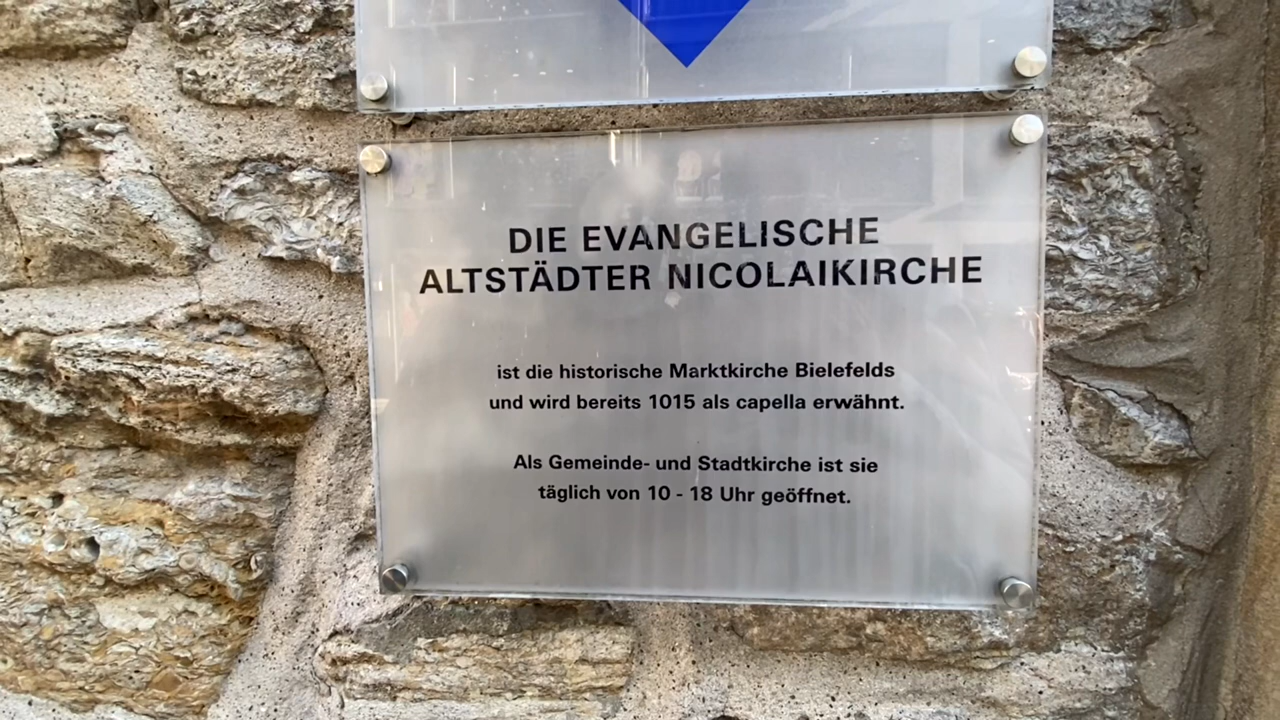 DIE EVANGELISCHE
ALTSTÄDTER NICOLAIKIRCHE
ist die historische Marktkirche Bielefelds
und wird bereits 1015 als capella erwähnt.
Als Gemeinde- und Stadtkirche ist sie
täglich von 10 - 18 Uhr geöffnet.